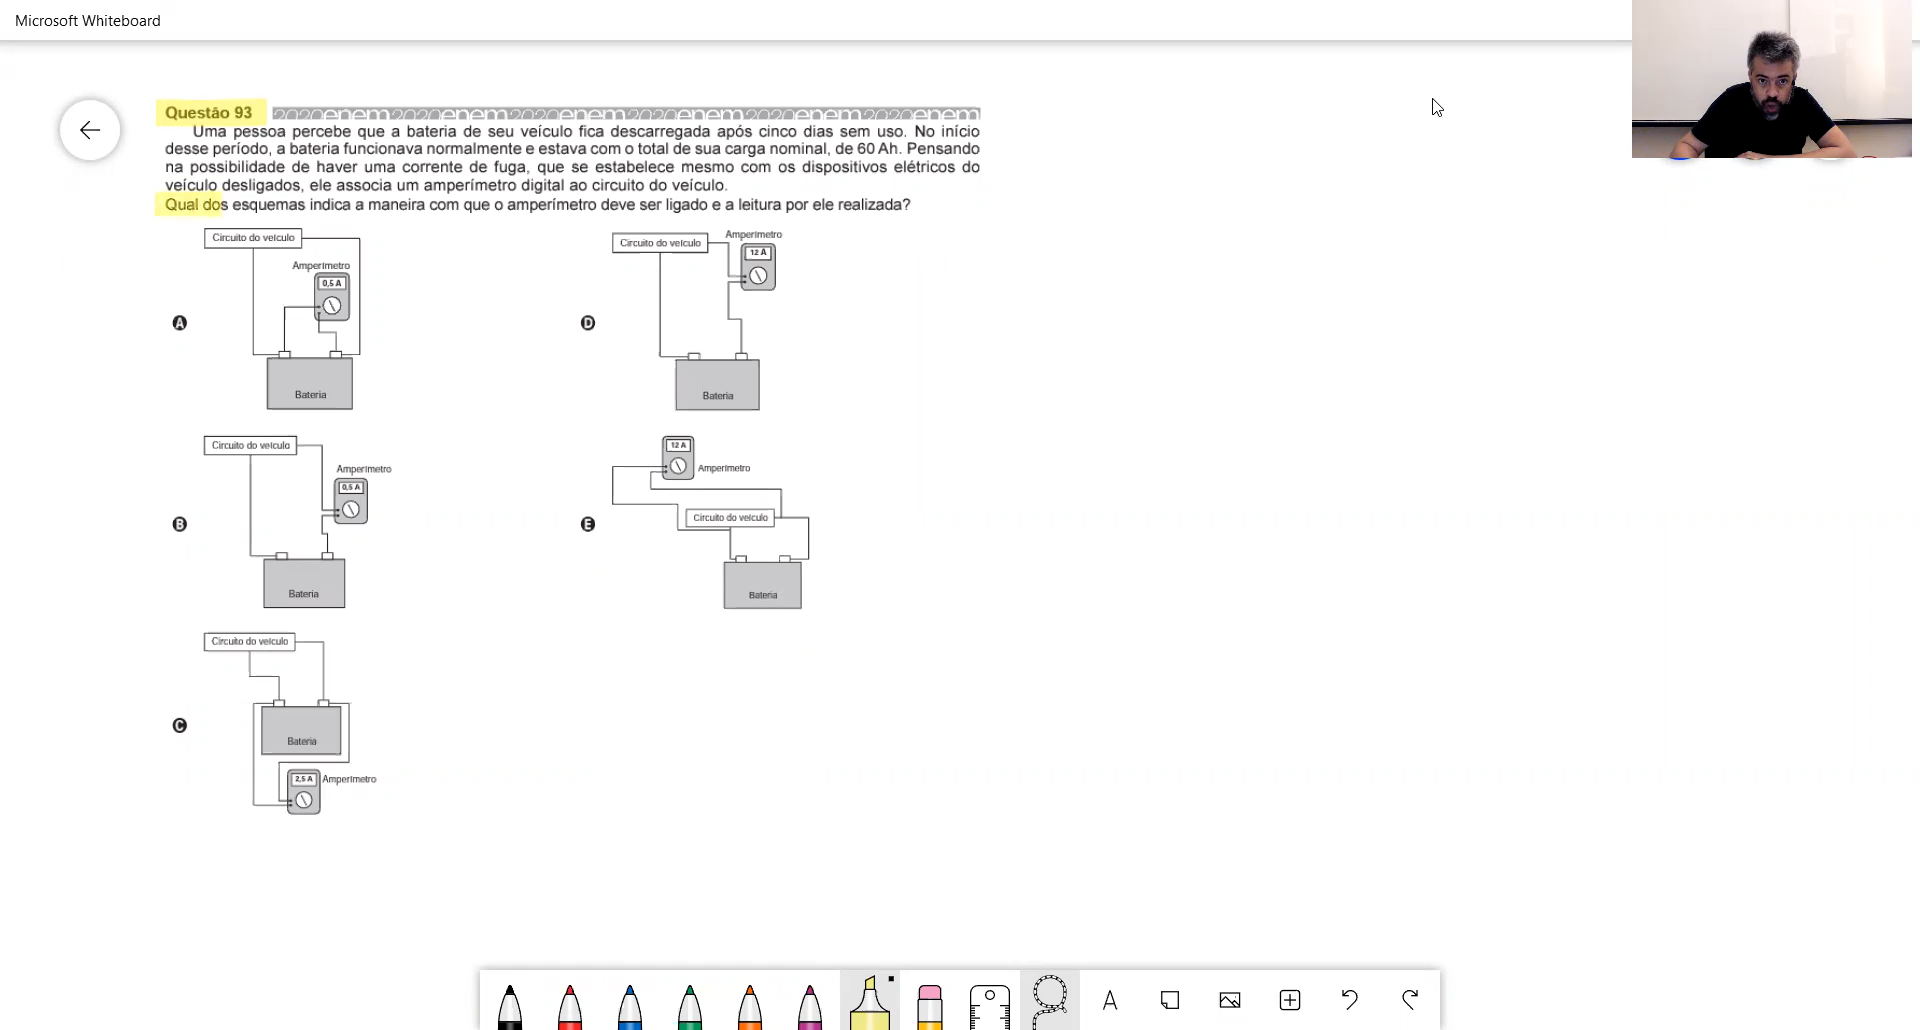 Microsoft Whiteboard
Questão 93
2020enem2020enem2020enem2020enem2020enem2020enem
Uma pessoa percebe que a bateria de seu veículo fica descarregada após cinco dias sem uso. No início
desse período, a bateria funcionava normalmente e estava com o total de sua carga nominal, de 60 Ah. Pensando
na possibilidade de haver uma corrente de fuga, que se estabelece mesmo com os dispositivos elétricos do
veículo desligados, ele associa um amperímetro digital ao circuito do veículo.
Qual dos esquemas indica a maneira com que o amperímetro deve ser ligado e a leitura por ele realizada?
Circuito do veículo
Amperímetro
0,5 A
A
Bateria
Circuito do veículo
Amperímetro
0,5 A
B
Bateria
Circuito do veículo
C
Bateria
2,5 A
Amperímetro
Amperímetro
Circuito do veículo
12 A
D
Bateria
12 A
Amperímetro
Circuito do veículo
E
Bateria
A